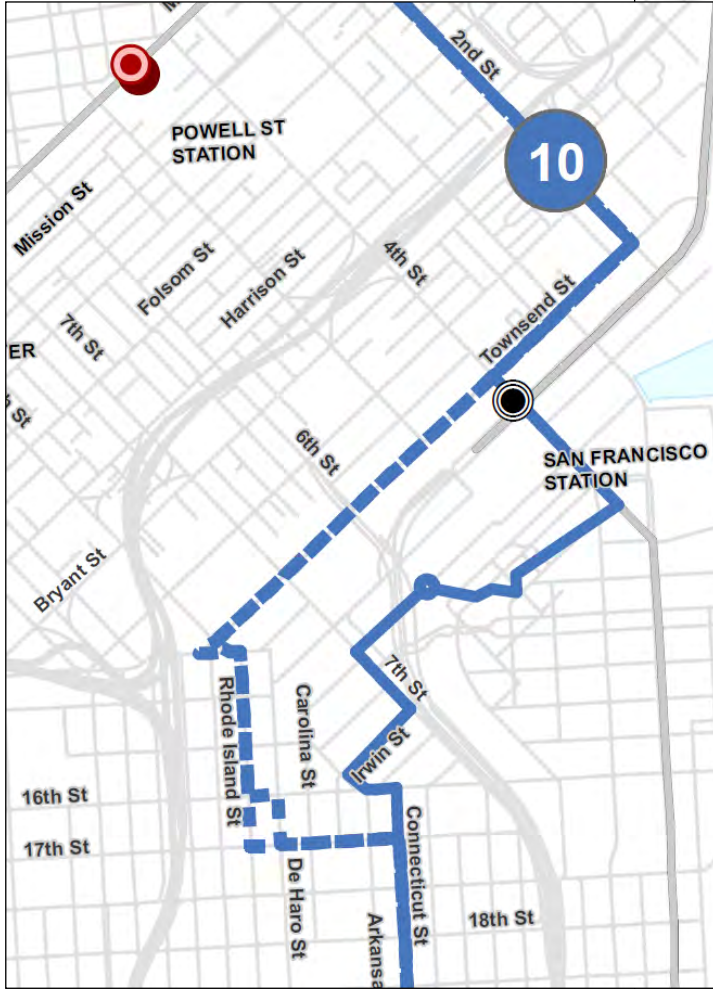 2nd St
POWELL ST
STATION
10
Mission St
Folsom St
Harrison St
4th St
7th St
Townsend St
ER
6th St
SAN FRANCISCO
STATION
Bryant St
7th St
Rhode Island St
Carolina St
Irwin St
16th St
17th St
Connecticut St
De Haro St
Arkansa
18th St